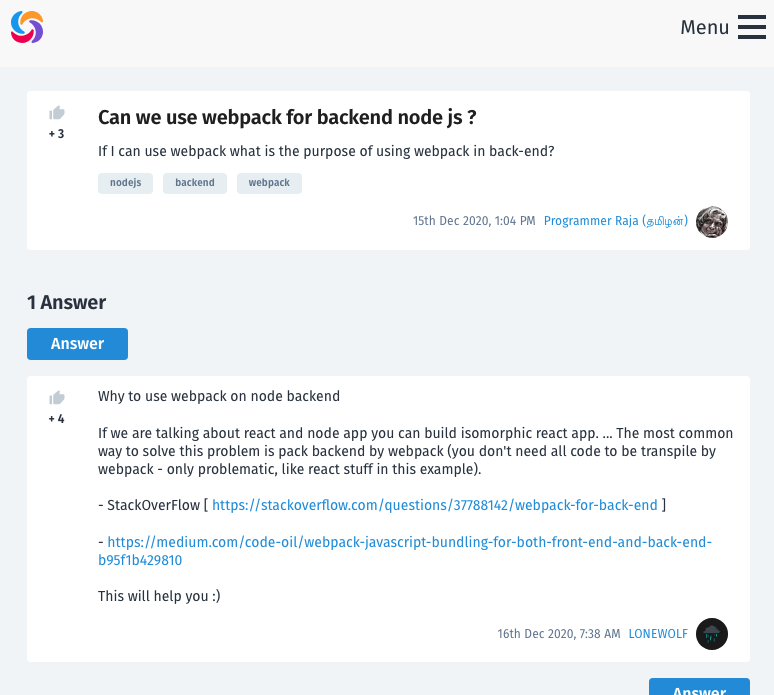 Menu
+ 3
Can we use webpack for backend node js ?
If I can use webpack what is the purpose of using webpack in back-end?
nodejs backend webpack
15th Dec 2020, 1:04 PM Programmer Raja (தமிழன்)
1 Answer
Answer
+ 4
Why to use webpack on node backend
If we are talking about react and node app you can build isomorphic react app. ... The most common
way to solve this problem is pack backend by webpack (you don't need all code to be transpile by
webpack - only problematic, like react stuff in this example).
- StackOverFlow [ https://stackoverflow.com/questions/37788142/webpack-for-back-end ]
- https://medium.com/code-oil/webpack-javascript-bundling-for-both-front-end-and-back-end-
b95f1b429810
This will help you :)
16th Dec 2020, 7:38 AM LONEWOLF
Answer